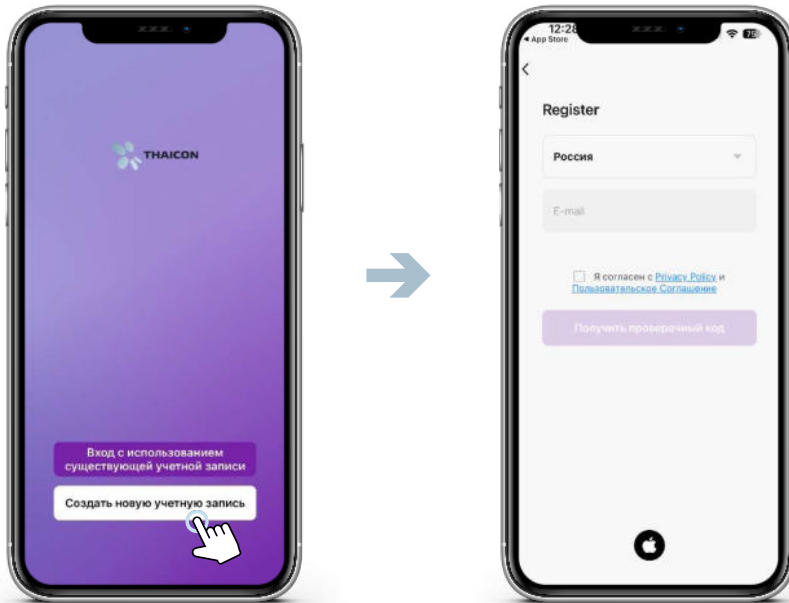 THAICON
Вход с использованием
существующей учетной записи
Создать новую учетную запись
12:28
App Store
75
Register
Россия
E-mail
Я согласен с Privacy Policy и
Пользовательское Соглашение
Получить проверочный код